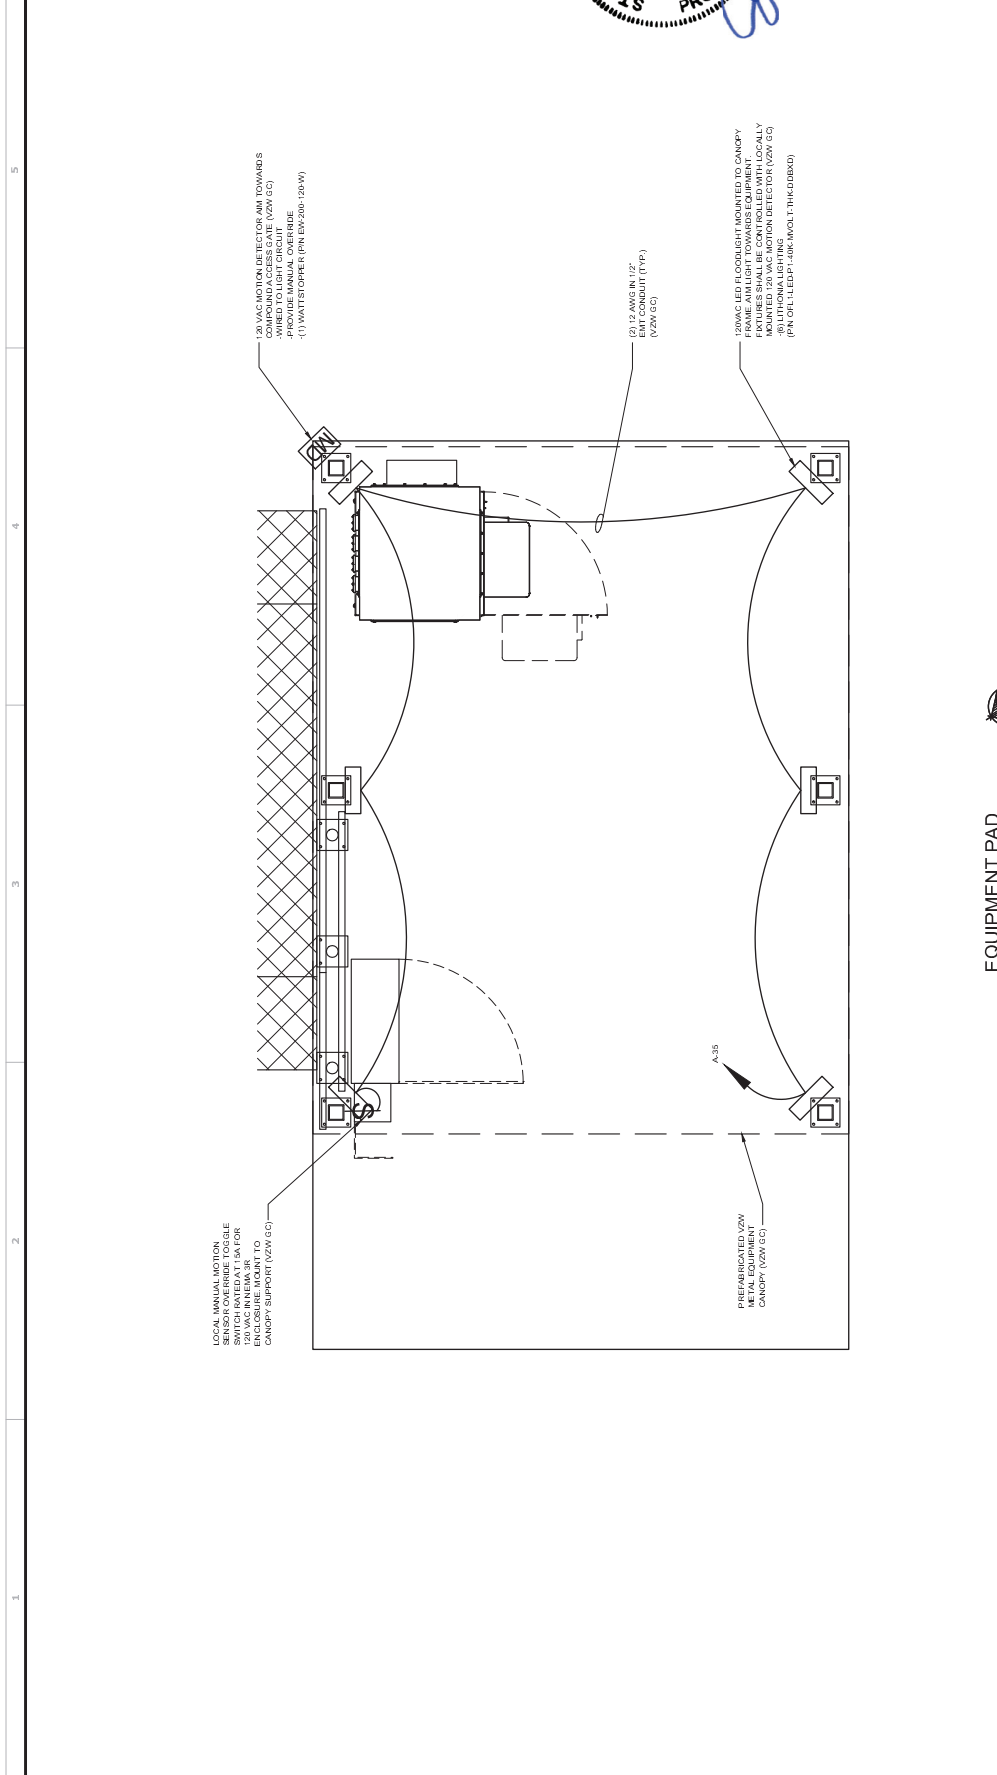 120 VAC MOTION DETECTOR AIM TOWARDS
COMPOUND ACCESS GATE (VZW GC)
-WIRED TO LIGHT CIRCUIT
-PROVIDE MANUAL OVERRIDE
-(1) WATTSTOPPER (P/N EW-200-120-W)
(2) 12 AWG IN 1/2"
EMT CONDUIT (TYP.)
(VZW GC)
120VAC LED FLOODLIGHT MOUNTED TO CANOPY
FRAME. AIM LIGHT TOWARDS EQUIPMENT.
FIXTURES SHALL BE CONTROLLED WITH LOCALLY
MOUNTED 120 VAC MOTION DETECTOR (VZW GC)
-(6) LITHONIA LIGHTING
(P/N OFL1-LED-P1-40K-MVOLT-THK-DDBXD)
MD
S
A-35
LOCAL MANUAL MOTION
SENSOR OVERRIDE TOGGLE
SWITCH RATED AT 15A FOR
120 VAC IN NEMA 3R
ENCLOSURE. MOUNT TO
CANOPY SUPPORT (VZW GC)
PREFABRICATED VZW
METAL EQUIPMENT
CANOPY (VZW GC)
EQUIPMENT PAD
1
2
3
4
5